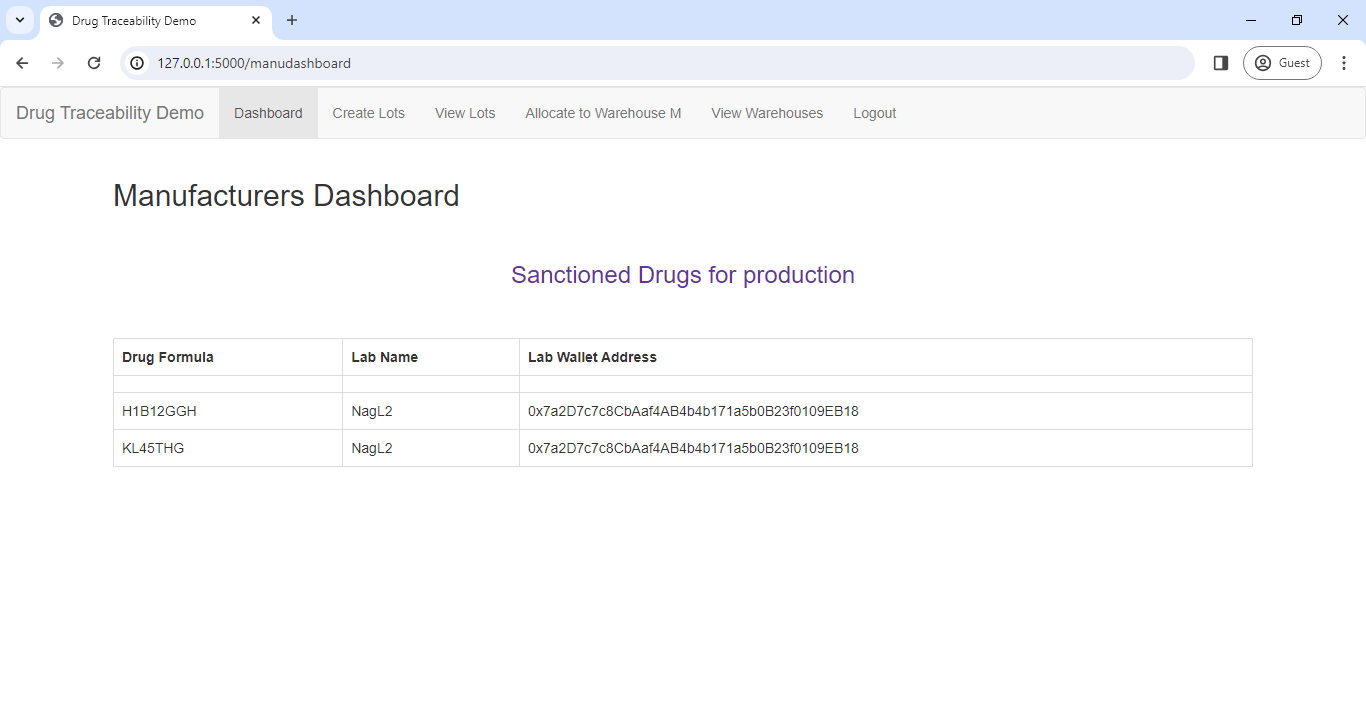 Drug Traceability Demo
127.0.0.1:5000/manudashboard
Guest
Drug Traceability Demo Dashboard Create Lots View Lots Allocate to Warehouse M View Warehouses Logout
Manufacturers Dashboard
Sanctioned Drugs for production
Drug Formula Lab Name Lab Wallet Address
H1B12GGH NagL2 0x7a2D7c7c8CbAaf4AB4b4b171a5b0B23f0109EB18
KL45THG NagL2 0x7a2D7c7c8CbAaf4AB4b4b171a5b0B23f0109EB18